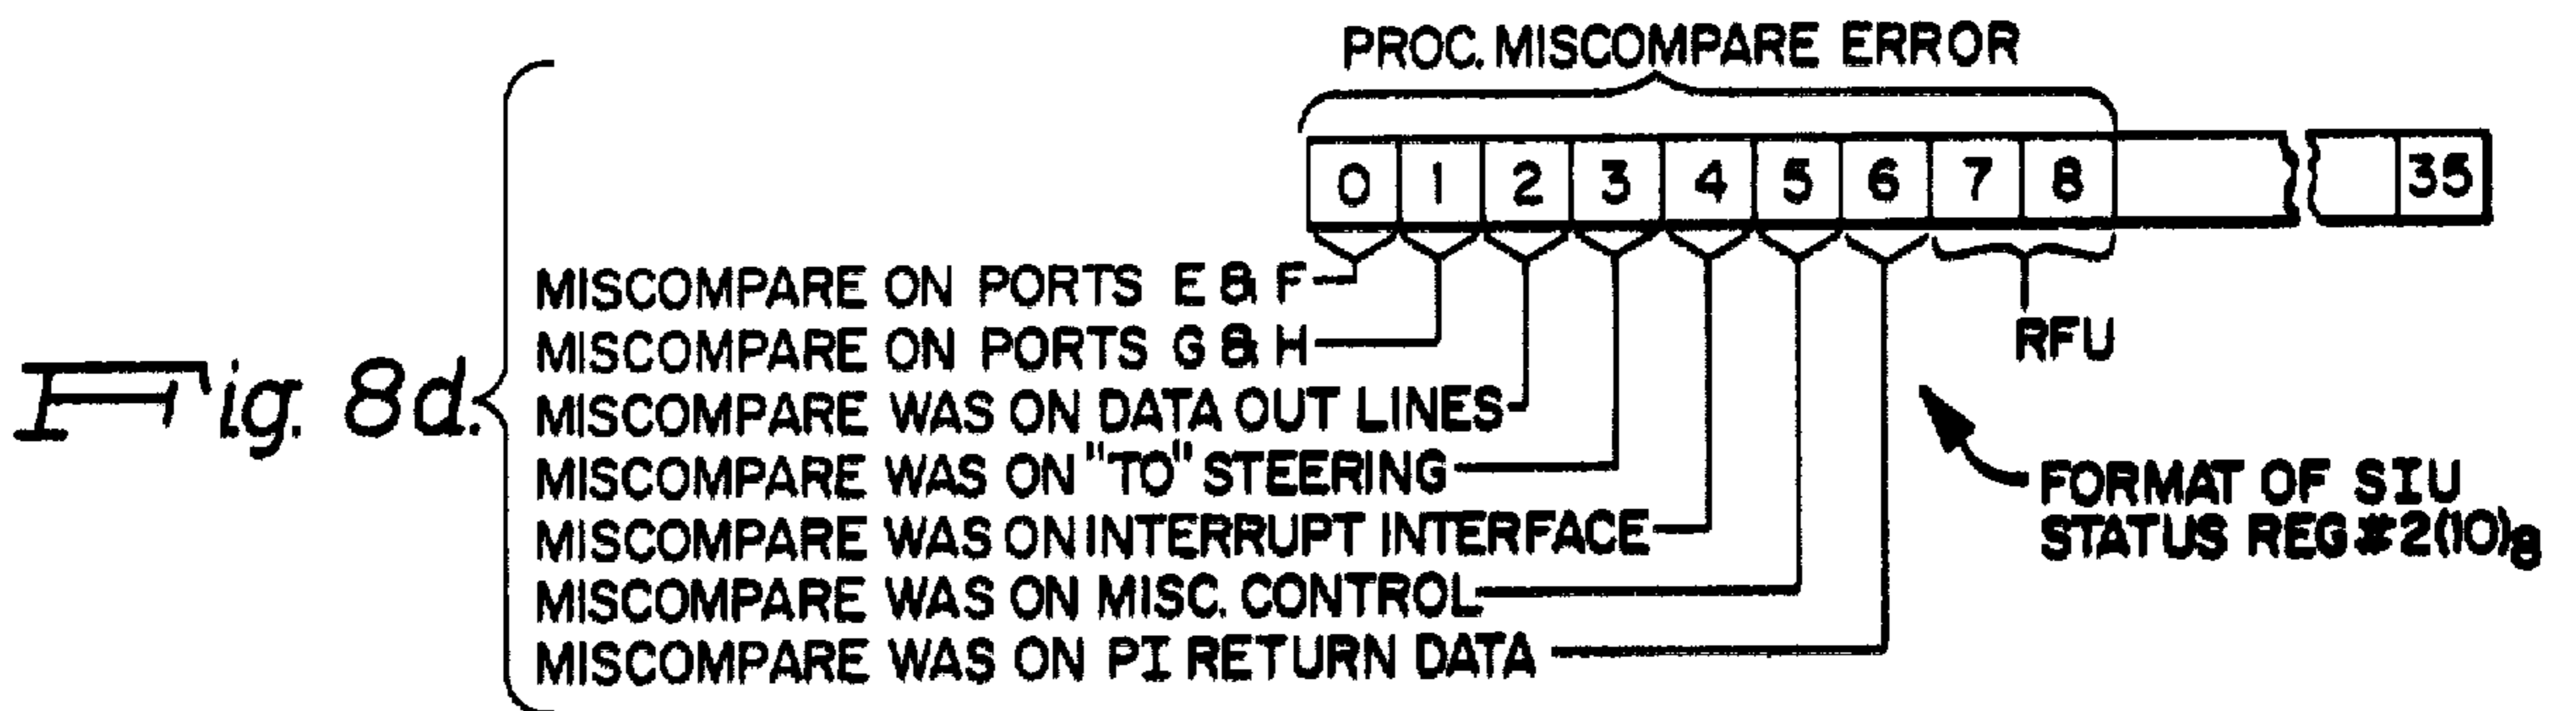 PROC. MISCOMPARE ERROR
0 1 2 3 4 5 6 7 8 35
MISCOMPARE ON PORTS E & F
MISCOMPARE ON PORTS G & H
RFU
MISCOMPARE WAS ON DATA OUT LINES
Fig. 8d.
MISCOMPARE WAS ON "TO" STEERING
MISCOMPARE WAS ON INTERRUPT INTERFACE
MISCOMPARE WAS ON MISC. CONTROL
MISCOMPARE WAS ON PI RETURN DATA
FORMAT OF SIU
STATUS REG #2(10)8